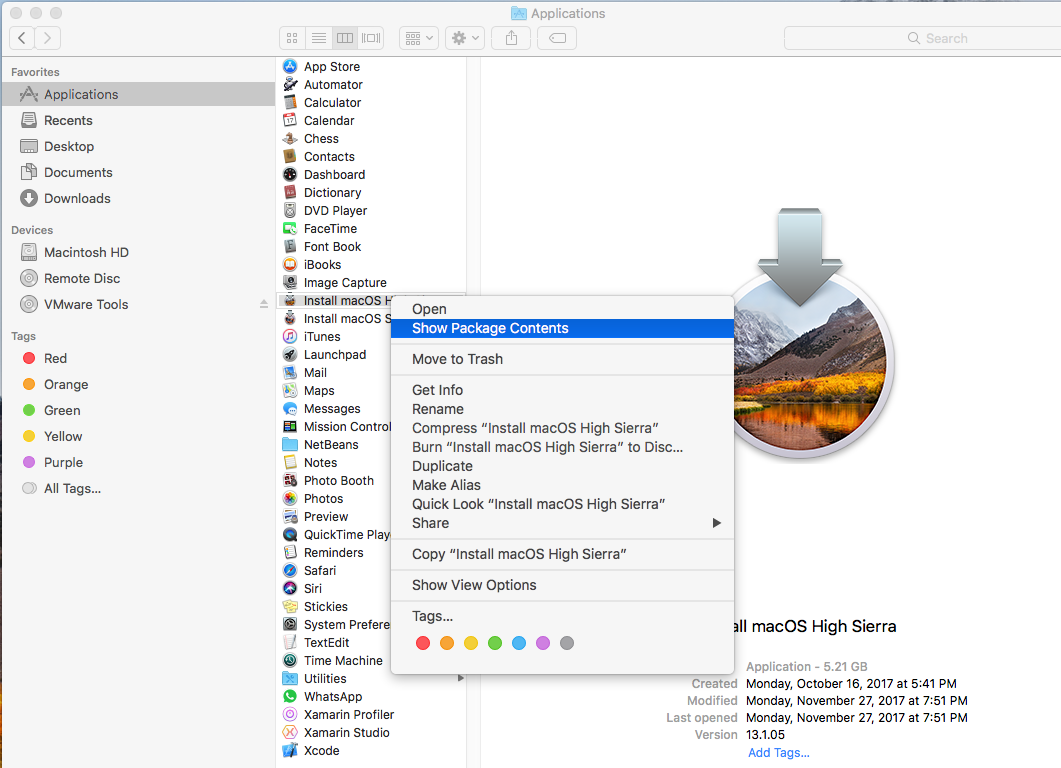 Applications
Search
Favorites
Applications
Recents
Desktop
Documents
Downloads
Devices
Macintosh HD
Remote Disc
VMware Tools
Tags
Red
Orange
Green
Yellow
Purple
All Tags...
App Store
Automator
Calculator
Calendar
Chess
Contacts
Dashboard
Dictionary
DVD Player
FaceTime
Font Book
iBooks
Image Capture
Install macOS H
Install macOS S
iTunes
Launchpad
Mail
Maps
Messages
Mission Control
NetBeans
Notes
Photo Booth
Photos
Preview
QuickTime Play
Reminders
Safari
Siri
Stickies
System Prefere
TextEdit
Time Machine
Utilities
WhatsApp
Xamarin Profiler
Xamarin Studio
Xcode
Open
Show Package Contents
Move to Trash
Get Info
Rename
Compress “Install macOS High Sierra”
Burn “Install macOS High Sierra” to Disc...
Duplicate
Make Alias
Quick Look “Install macOS High Sierra”
Share
Copy “Install macOS High Sierra”
Show View Options
Tags...
all macOS High Sierra
Application - 5.21 GB
Created Monday, October 16, 2017 at 5:41 PM
Modified Monday, November 27, 2017 at 7:51 PM
Last opened Monday, November 27, 2017 at 7:51 PM
Version 13.1.05
Add Tags...